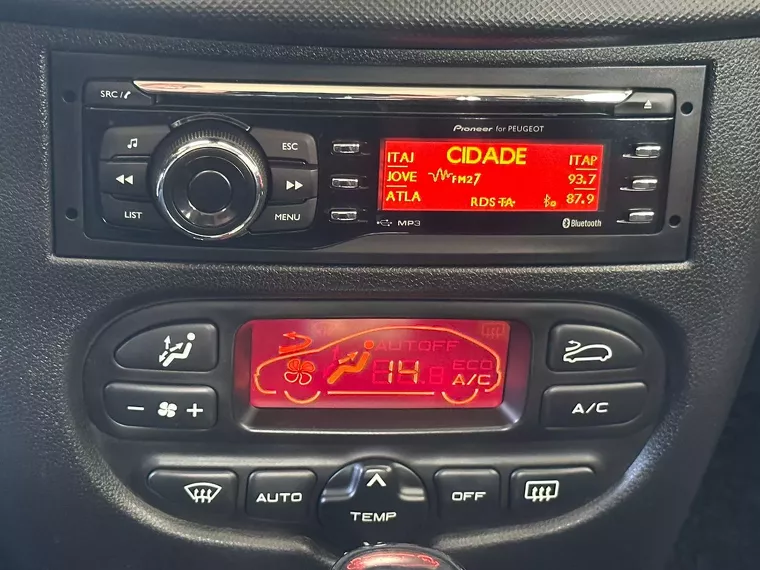 SRC/
Pioneer for PEUGEOT
ESC
LIST
MENU
ITAJ CIDADE ITAP
JOVE FM27 93.7
ATLA RDS TA 87.9
MP3
Bluetooth
AUTO OFF
14
ECO
A/C
- +
A/C
AUTO
TEMP
OFF